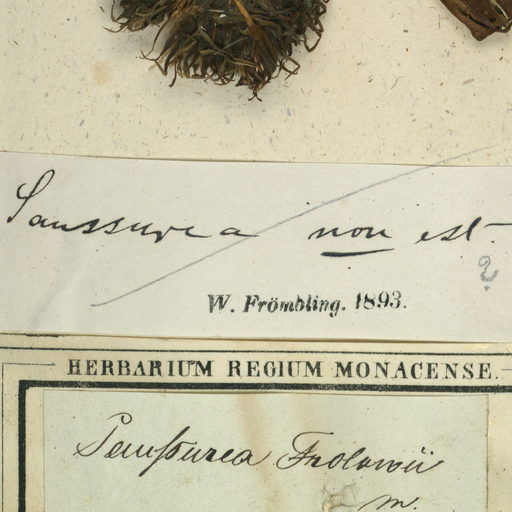 Saussurea non est
?
W. Frömbling. 1893.
HERBARIUM REGIUM MONACENSE.
Saussurea Frolowii
m.